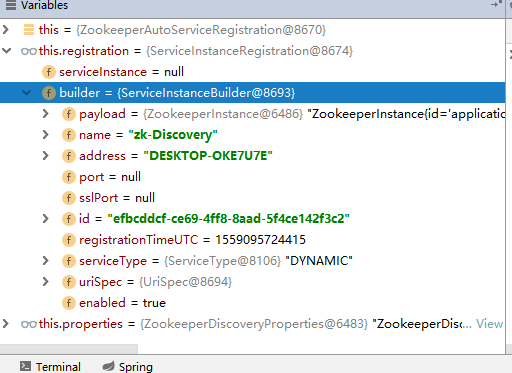 Variables
this = {ZookeeperAutoServiceRegistration@8670}
this.registration = {ServiceInstanceRegistration@8674}
f serviceInstance = null
f builder = {ServiceInstanceBuilder@8693}
f payload = {ZookeeperInstance@6486} "ZookeeperInstance{id='applicatio
f name = "zk-Discovery"
f address = "DESKTOP-OKE7U7E"
f port = null
f sslPort = null
f id = "efbcddcf-ce69-4ff8-8aad-5f4ce142f3c2"
f registrationTimeUTC = 1559095724415
f serviceType = {ServiceType@8106} "DYNAMIC"
f uriSpec = {UriSpec@8694}
f enabled = true
this.properties = {ZookeeperDiscoveryProperties@6483} "ZookeeperDisc... View
Terminal Spring